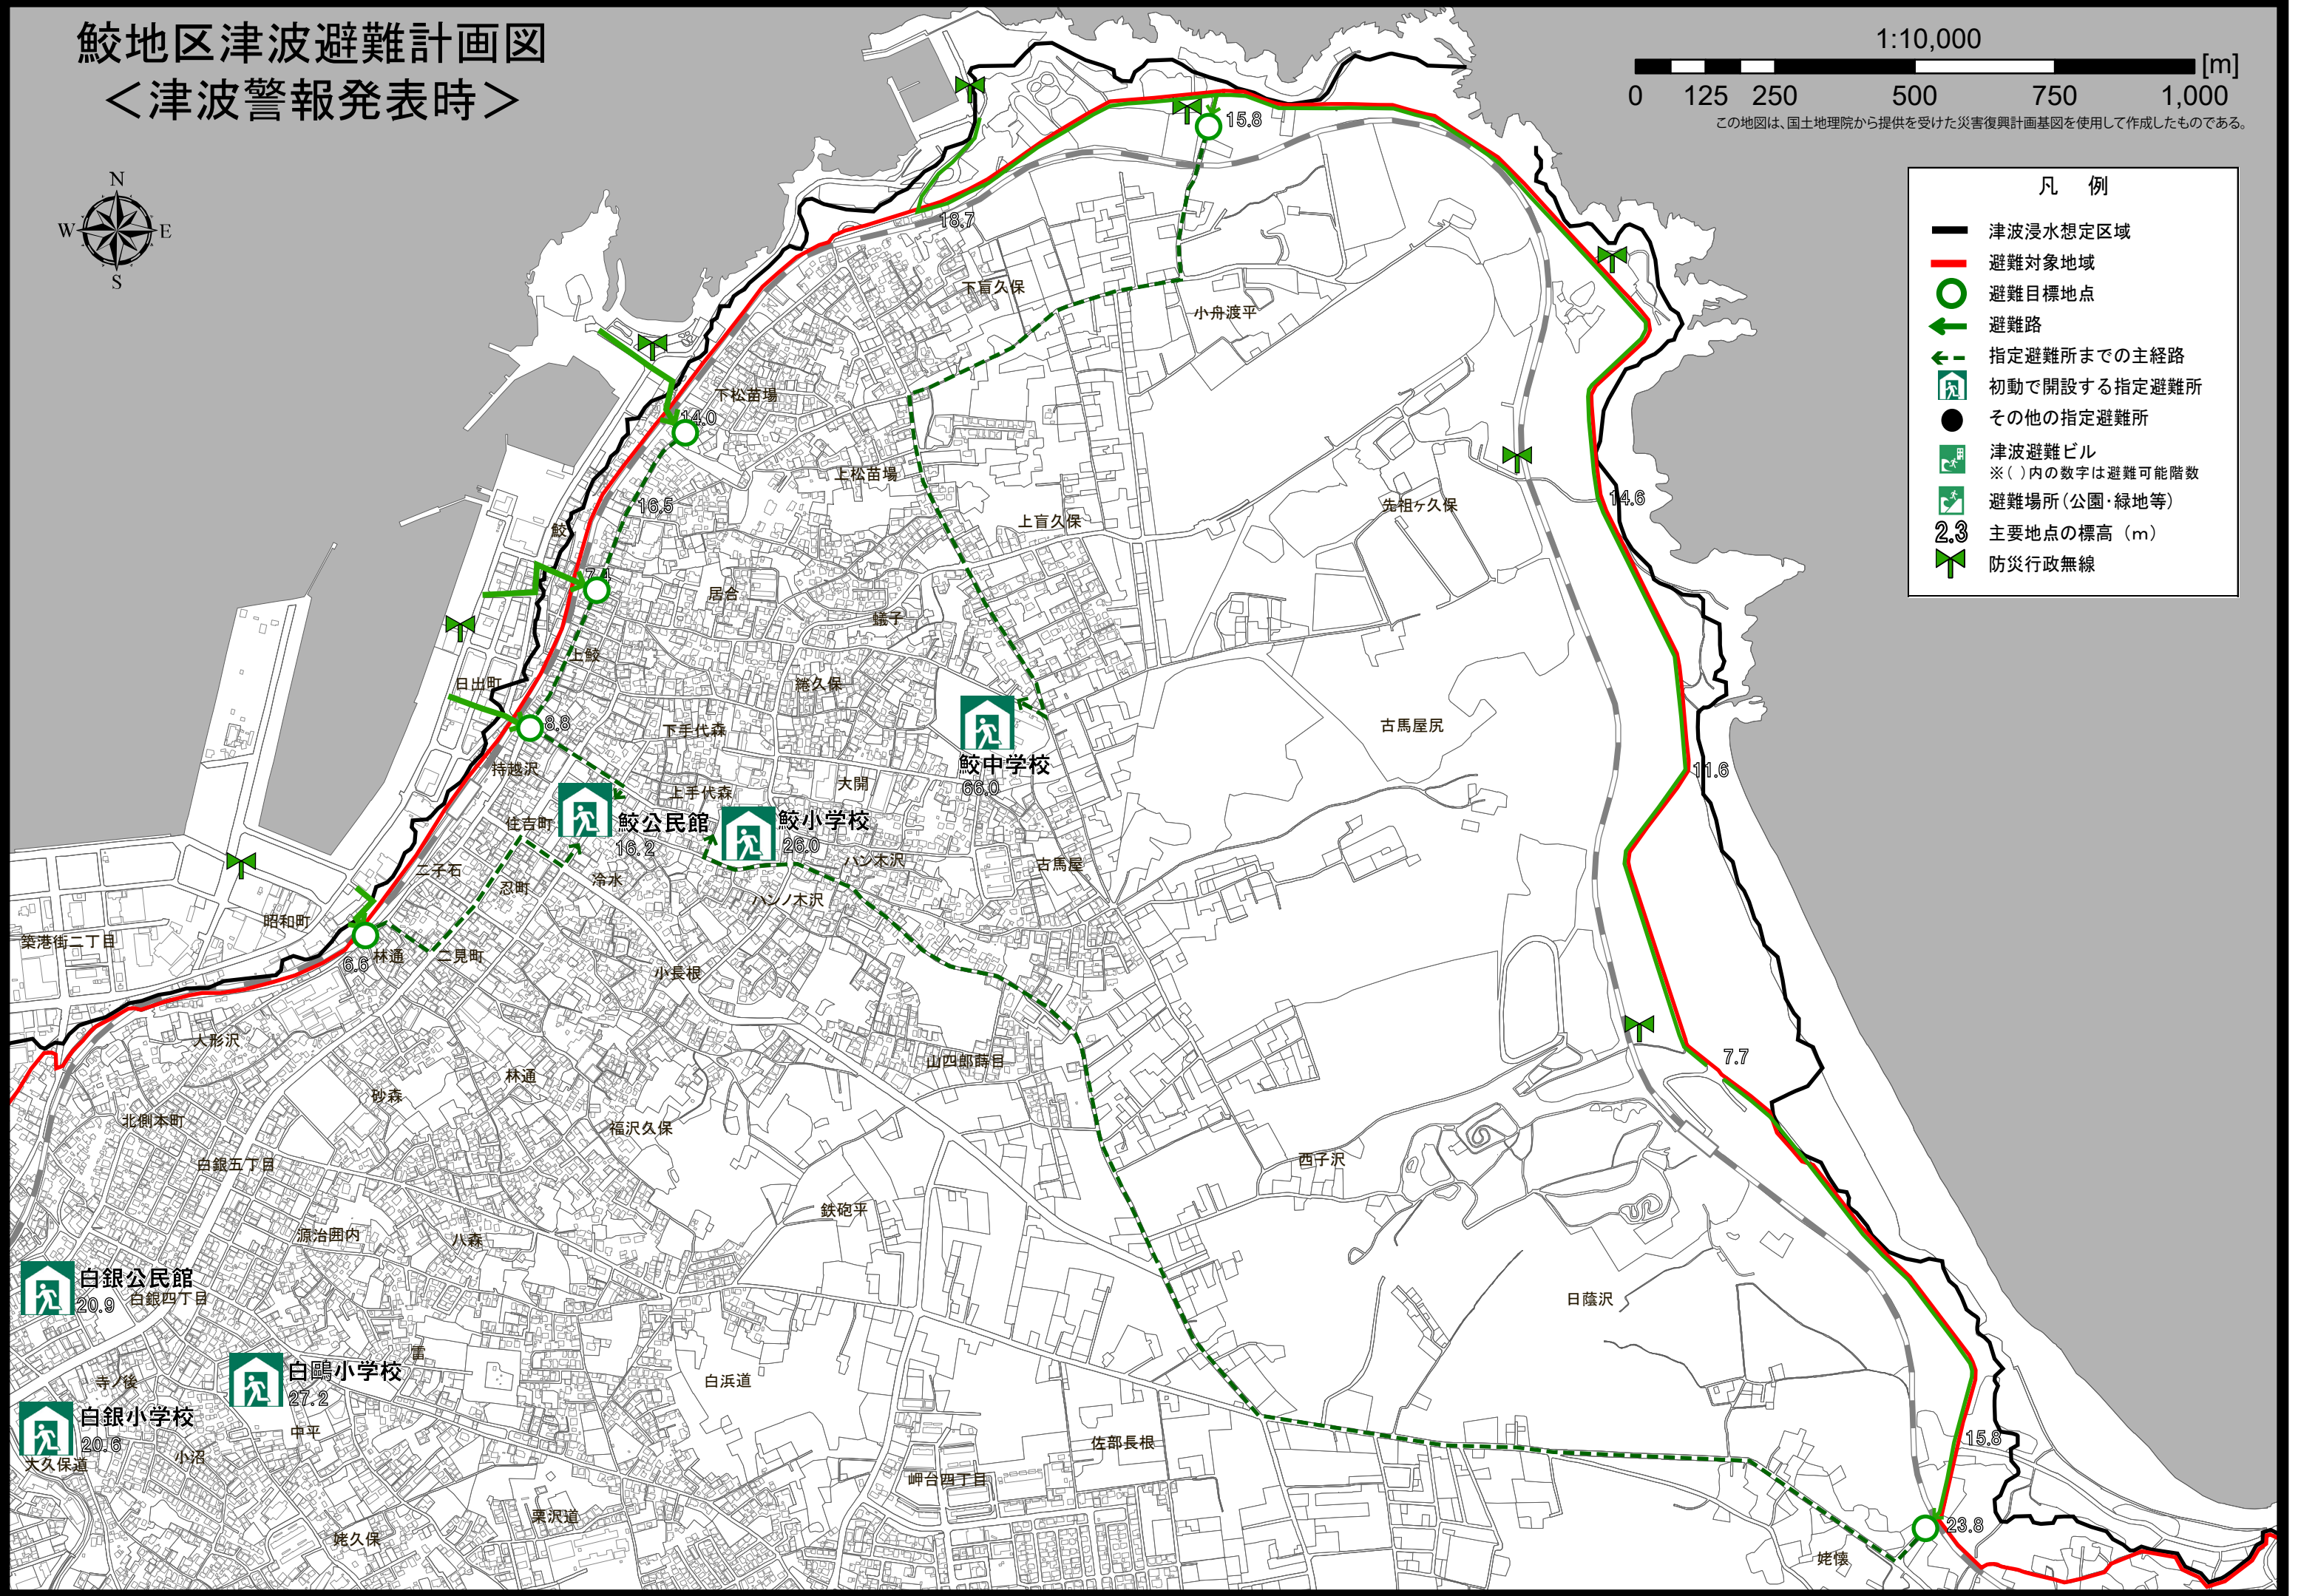 鮫地区津波避難計画図
＜津波警報発表時＞
1:10,000
[m]
0 125 250 500 750 1,000
この地図は、国土地理院から提供を受けた災害復興計画基図を使用して作成したものである。
N
W E
S
凡 例
津波浸水想定区域
避難対象地域
避難目標地点
避難路
指定避難所までの主経路
初動で開設する指定避難所
その他の指定避難所
津波避難ビル
※( )内の数字は避難可能階数
避難場所(公園・緑地等)
2.3 主要地点の標高 (m)
防災行政無線
15.8
18.7
下盲久保
小舟渡平
下松苗場
14.0
上松苗場
16.5
鮫
上盲久保
先祖ヶ久保
14.6
7.4
居合
蟻子
上鮫
日出町
綣久保
8.8
下手代森
古馬屋尻
鮫中学校
66.0
持越沢
11.6
大開
上手代森
住吉町
鮫公民館
16.2
鮫小学校
26.0
ハン木沢
古馬屋
二子石
忍町
冷水
ハンノ木沢
昭和町
築港街二丁目
6.6
林通
二見町
小長根
人形沢
山四郎蒔目
7.7
林通
砂森
北側本町
福沢久保
白銀五丁目
西子沢
鉄砲平
源治囲内
八森
白銀公民館
20.9
白銀四丁目
日蔭沢
雷
白鷗小学校
27.2
寺ノ後
白浜道
白銀小学校
20.6
中平
佐部長根
15.8
大久保道
小沼
岬台四丁目
栗沢道
姥久保
23.8
姥懐